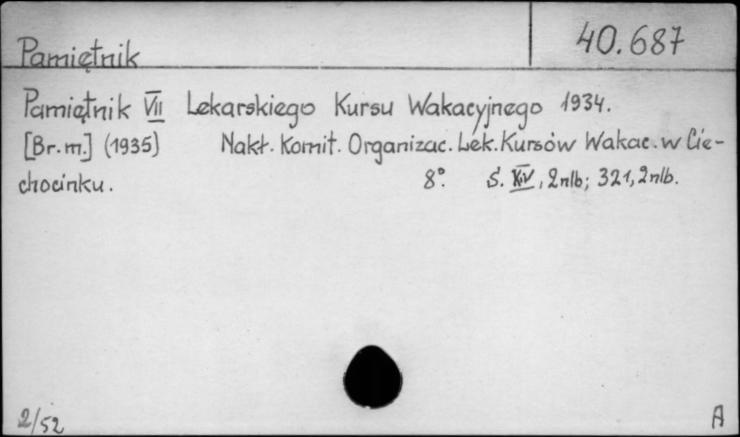 Pamiętnik
40.687
Pamiętnik VII Lekarskiego Kursu Wakacyjnego 1934.
[Br.m.] (1935) Nakł. Komit. Organizac. Lek. Kursów Wakac. w Cie-
chocinku. 8°. S. XIV, 2nlb; 321, 2nlb.
2/52
A